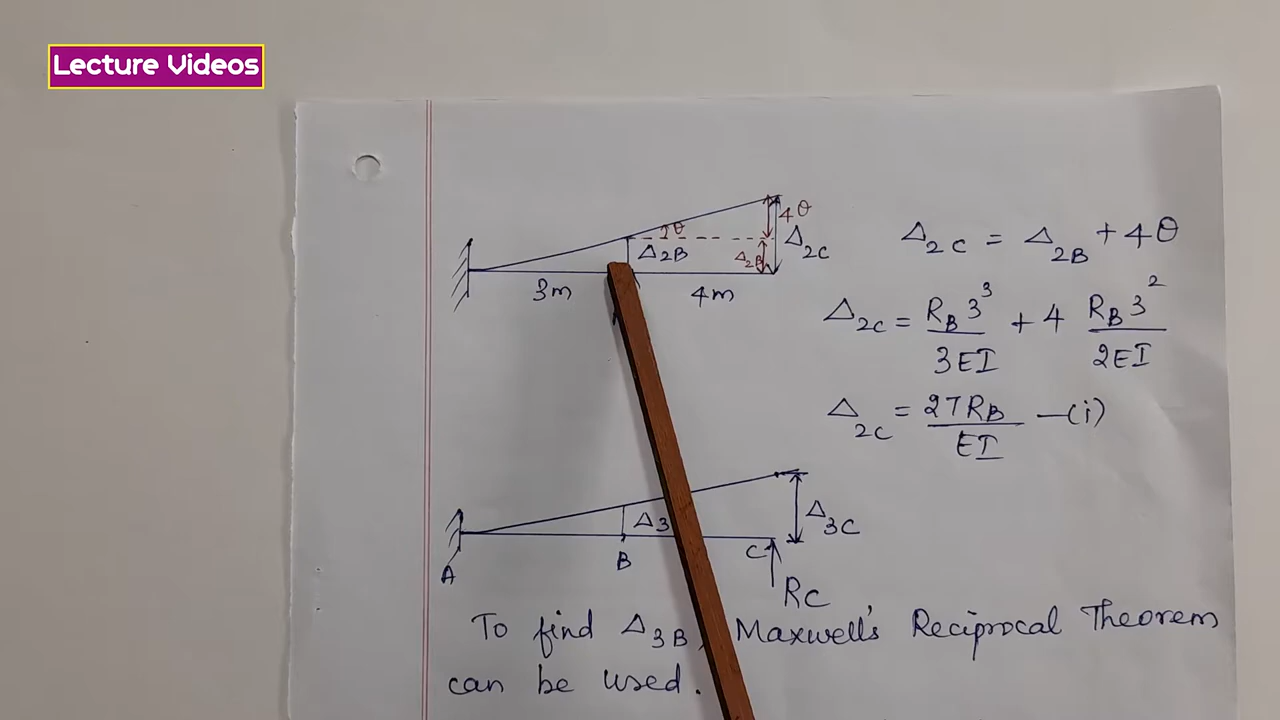 Lecture Videos
4θ
θ
Δ2B
Δ2B
Δ2C
3m
4m
Δ2C = Δ2B + 4θ
Δ2C = RB 3³ / 3EI + 4 RB 3² / 2EI
Δ2C = 27RB / EI —(i)
Δ3
Δ3C
A
B
C
RC
To find Δ3B, Maxwell's Reciprocal Theorem
can be used.